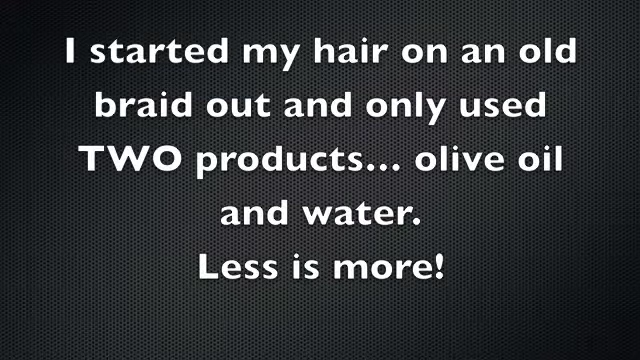 I started my hair on an old
braid out and only used
TWO products... olive oil
and water.
Less is more!